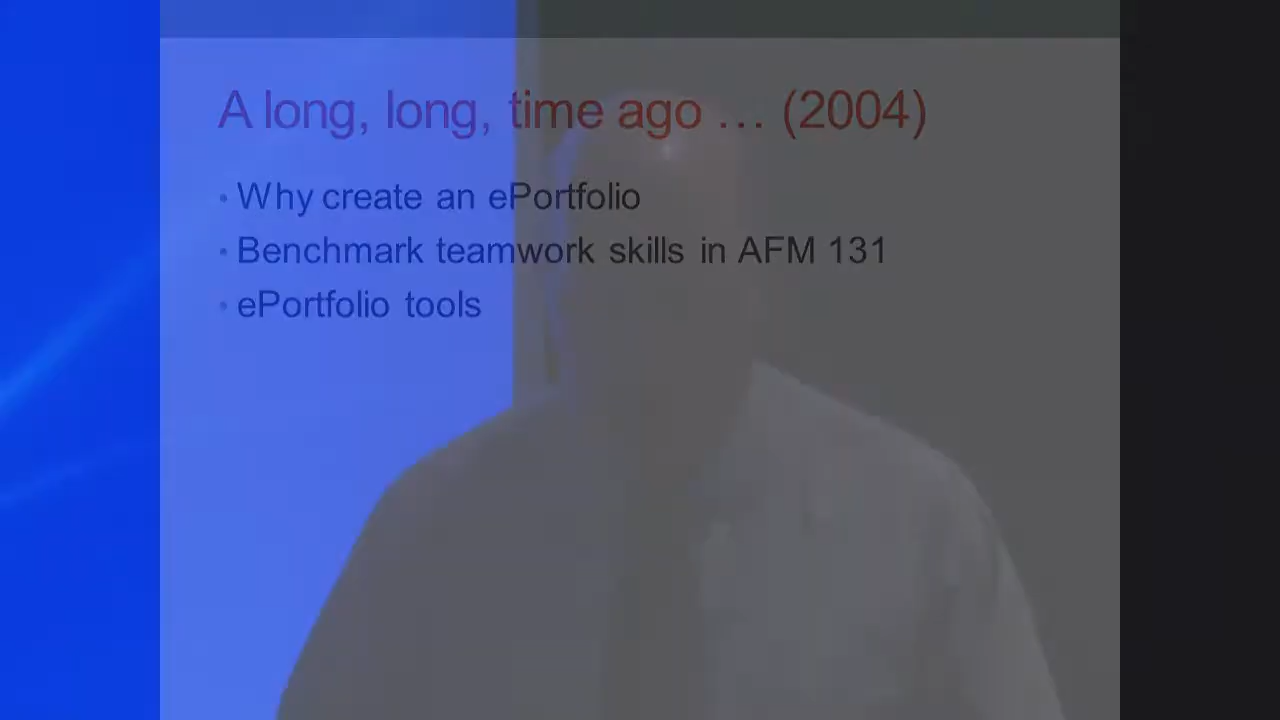 A long, long, time ago … (2004)
• Why create an ePortfolio
• Benchmark teamwork skills in AFM 131
• ePortfolio tools